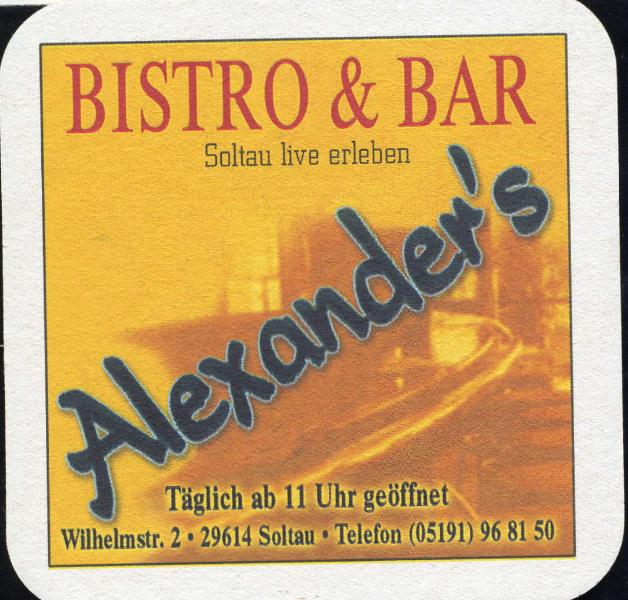 BISTRO & BAR
Soltau live erleben
Alexander's
Täglich ab 11 Uhr geöffnet
Wilhelmstr. 2 • 29614 Soltau • Telefon (05191) 96 81 50